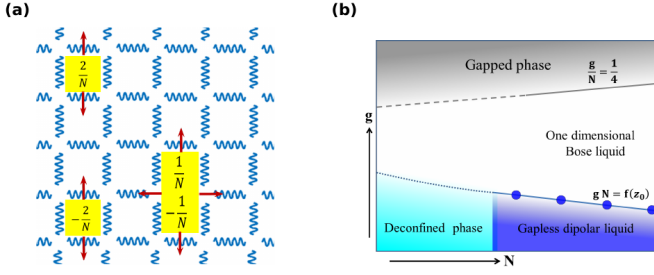 (a)
2/N
1/N
-1/N
-2/N
(b)
Gapped phase
g/N = 1/4
g
One dimensional
Bose liquid
g N = f(z₀)
Deconfined phase
Gapless dipolar liquid
N